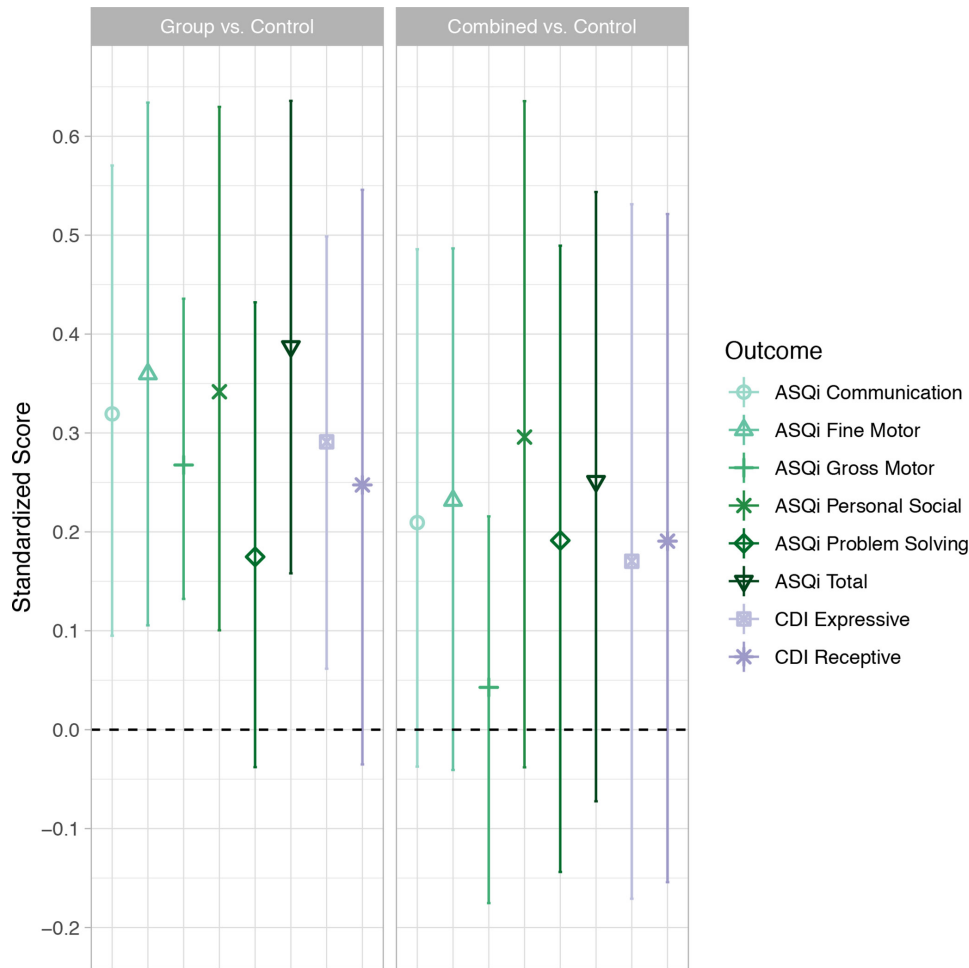 Group vs. Control
Combined vs. Control
0.6
0.5
0.4
0.3
0.2
0.1
0.0
−0.1
−0.2
Standardized Score
Outcome
ASQi Communication
ASQi Fine Motor
ASQi Gross Motor
ASQi Personal Social
ASQi Problem Solving
ASQi Total
CDI Expressive
CDI Receptive